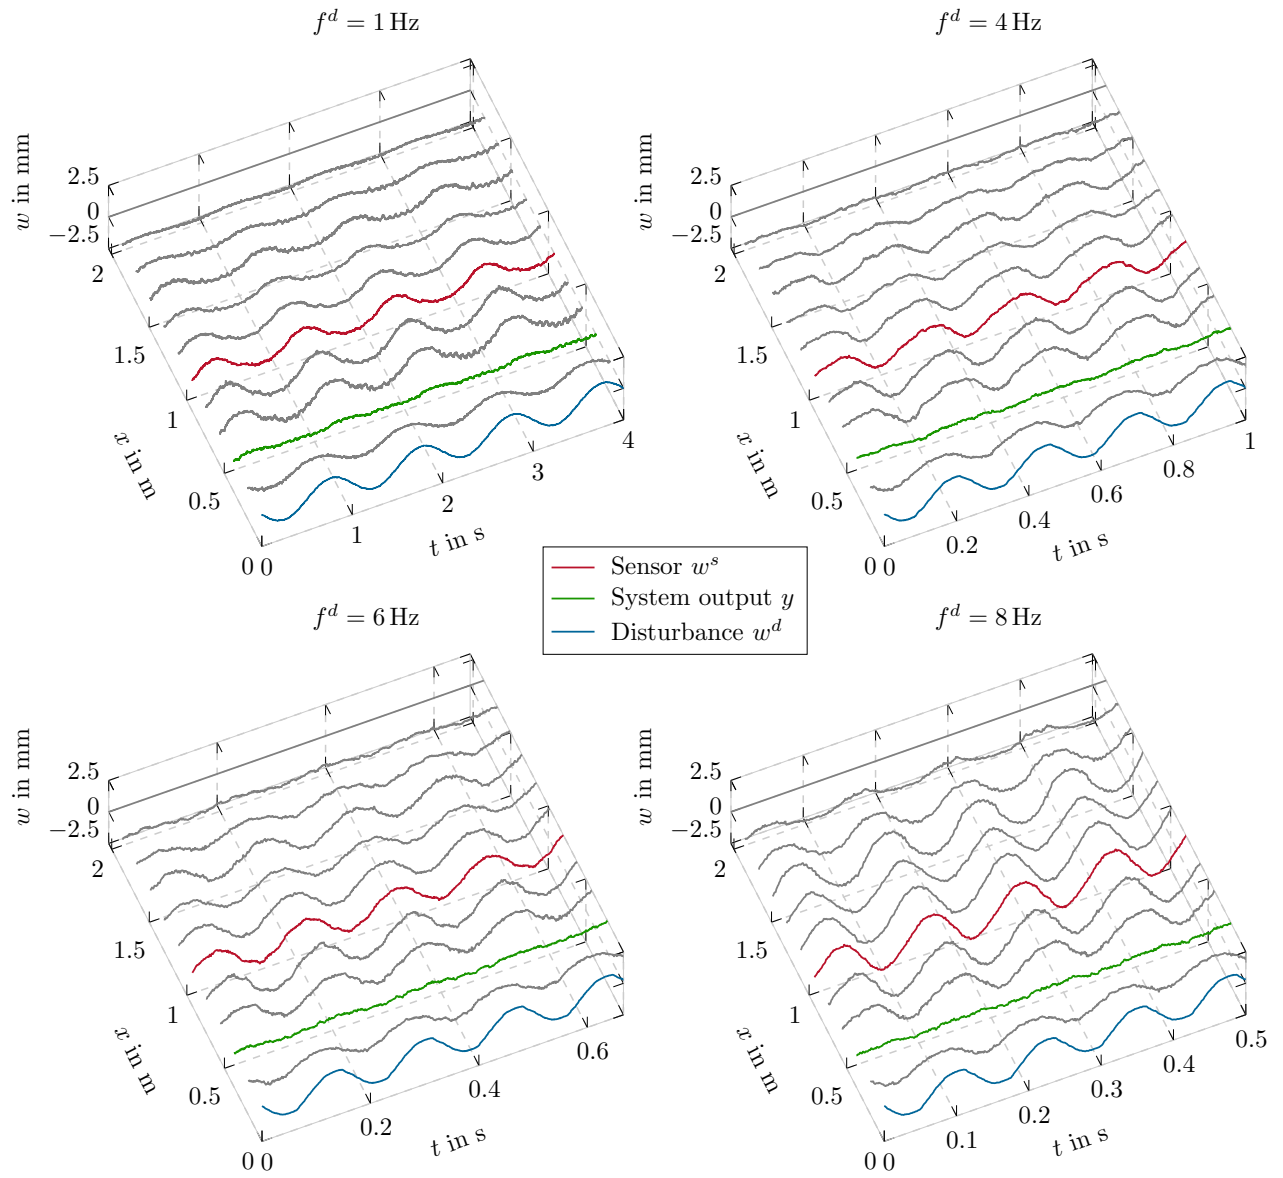 f^d = 1 Hz
w in mm
2.5
0
−2.5
2
1.5
1
0.5
0
x in m
0
1
2
3
4
t in s
f^d = 4 Hz
w in mm
2.5
0
−2.5
2
1.5
1
0.5
0
x in m
0
0.2
0.4
0.6
0.8
1
t in s
Sensor w^s
System output y
Disturbance w^d
f^d = 6 Hz
w in mm
2.5
0
−2.5
2
1.5
1
0.5
0
x in m
0
0.2
0.4
0.6
t in s
f^d = 8 Hz
w in mm
2.5
0
−2.5
2
1.5
1
0.5
0
x in m
0
0.1
0.2
0.3
0.4
0.5
t in s